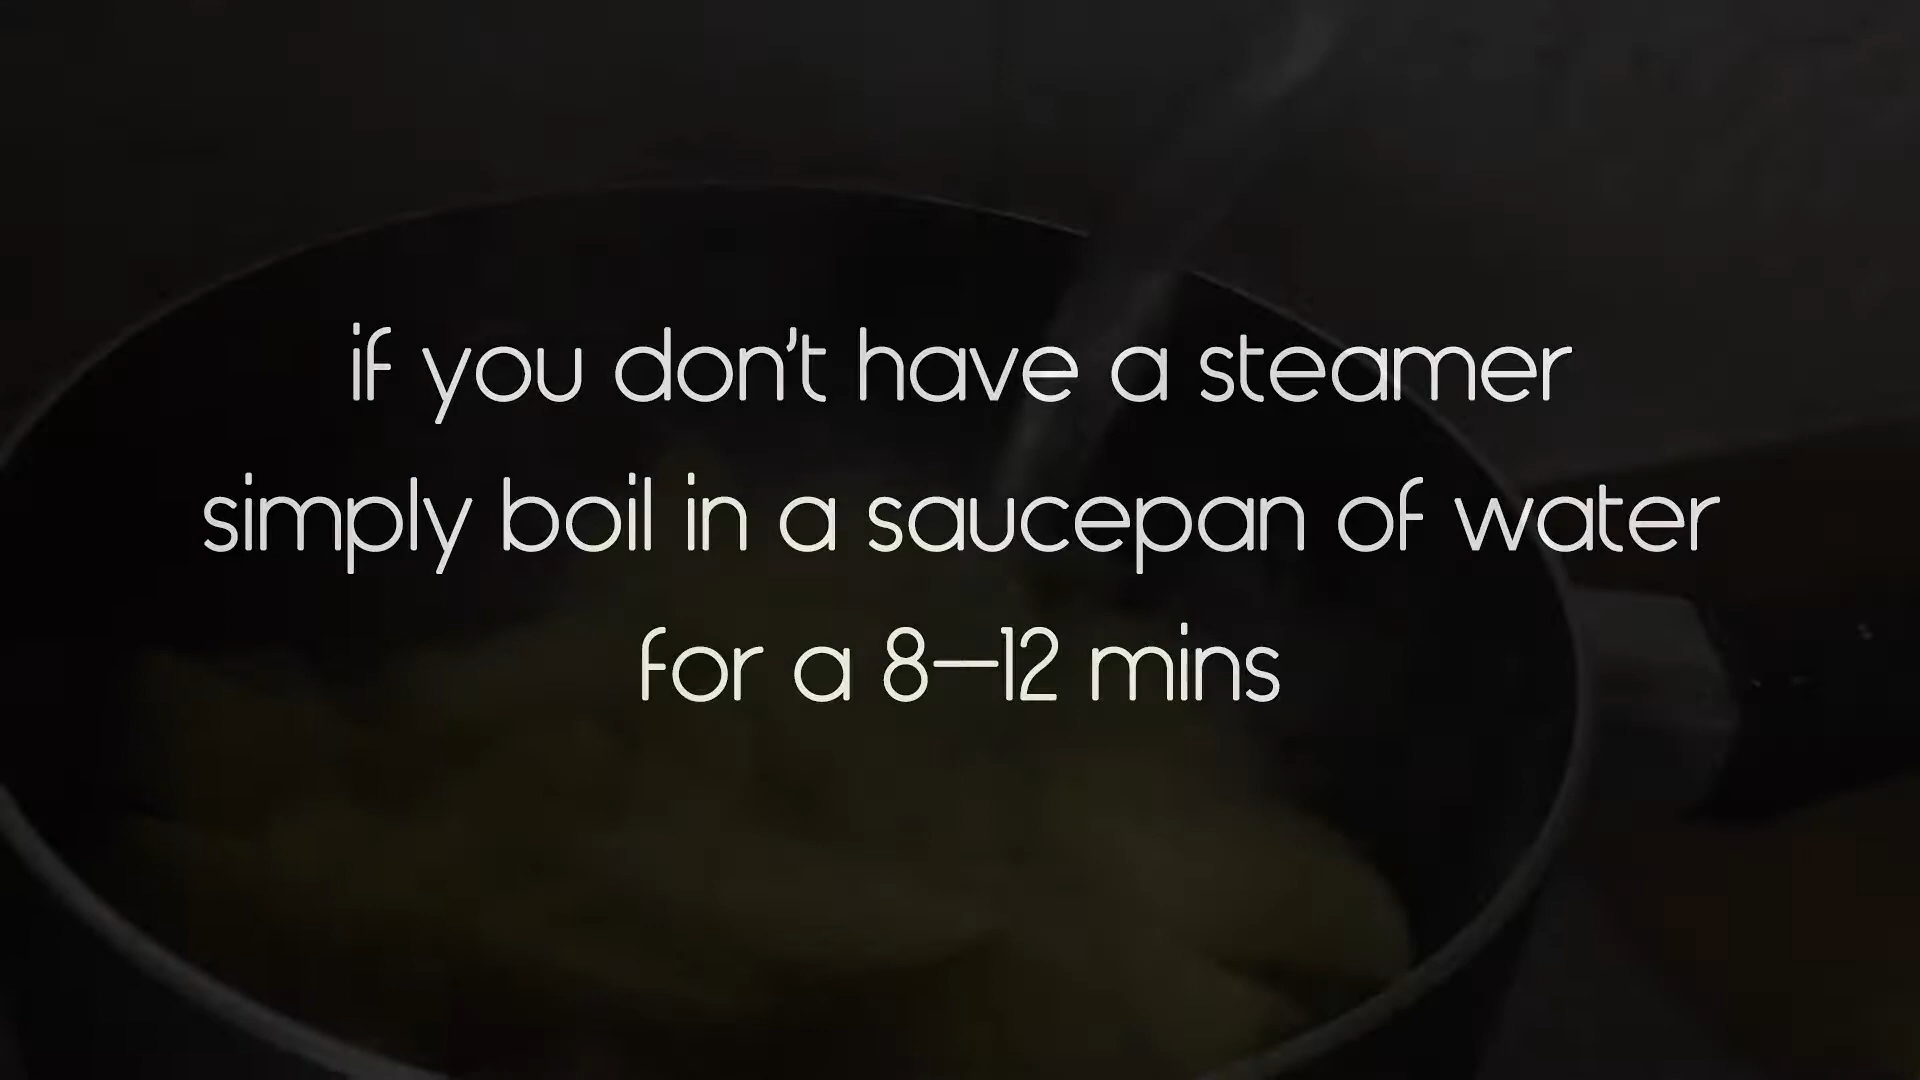 if you don't have a steamer
simply boil in a saucepan of water
for a 8–12 mins